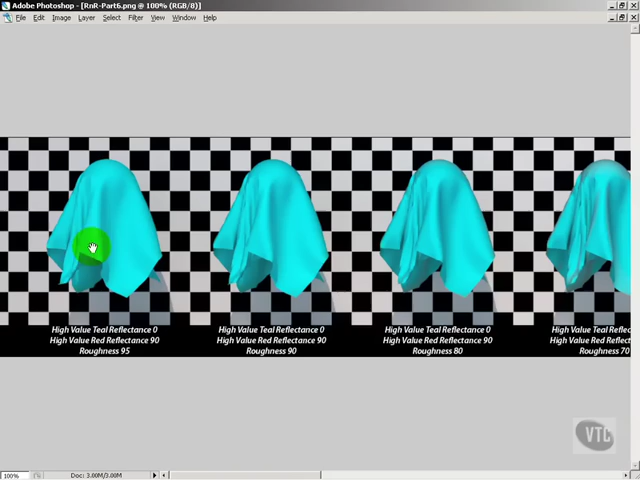 Adobe Photoshop - [RnR-Part6.png @ 100% (RGB/8)]
File Edit Image Layer Select Filter View Window Help
High Value Teal Reflectance 0
High Value Red Reflectance 90
Roughness 95
High Value Teal Reflectance 0
High Value Red Reflectance 90
Roughness 90
High Value Teal Reflectance 0
High Value Red Reflectance 90
Roughness 80
High Value Teal Reflec
High Value Red Reflec
Roughness 70
VTC
100%
Doc: 3.00M/3.00M